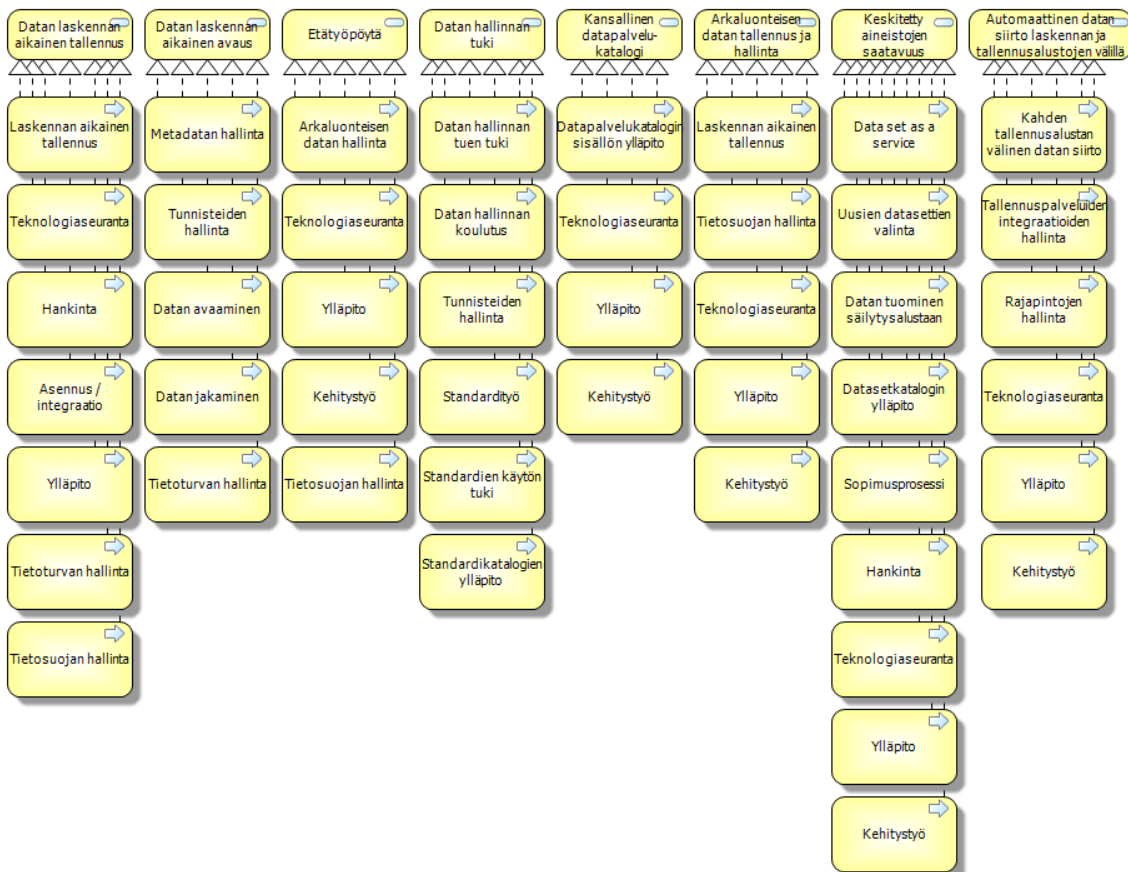 Datan laskennan
aikainen tallennus
Datan laskennan
aikainen avaus
Etätyöpöytä
Datan hallinnan
tuki
Kansallinen
datapalvelu-
katalogi
Arkaluonteisen
datan tallennus ja
hallinta
Keskitetty
aineistojen
saatavuus
Automaattinen datan
siirto laskennan ja
tallennusalustojen välillä
Laskennan aikainen
tallennus
Teknologiaseuranta
Hankinta
Asennus /
integraatio
Ylläpito
Tietoturvan hallinta
Tietosuojan hallinta
Metadatan hallinta
Tunnisteiden
hallinta
Datan avaaminen
Datan jakaminen
Tietoturvan hallinta
Arkaluonteisen
datan hallinta
Teknologiaseuranta
Ylläpito
Kehitystyö
Tietosuojan hallinta
Datan hallinnan
tuen tuki
Datan hallinnan
koulutus
Tunnisteiden
hallinta
Standardityö
Standardien käytön
tuki
Standardikatalogien
ylläpito
Datapalvelukatalogin
sisällön ylläpito
Teknologiaseuranta
Ylläpito
Kehitystyö
Laskennan aikainen
tallennus
Tietosuojan hallinta
Teknologiaseuranta
Ylläpito
Kehitystyö
Data set as a
service
Uusien datasettien
valinta
Datan tuominen
säilytysalustaan
Datasetkatalogin
ylläpito
Sopimusprosessi
Hankinta
Teknologiaseuranta
Ylläpito
Kehitystyö
Kahden
tallennusalustan
välinen datan siirto
Tallennuspalveluiden
integraatioiden
hallinta
Rajapintojen
hallinta
Teknologiaseuranta
Ylläpito
Kehitystyö